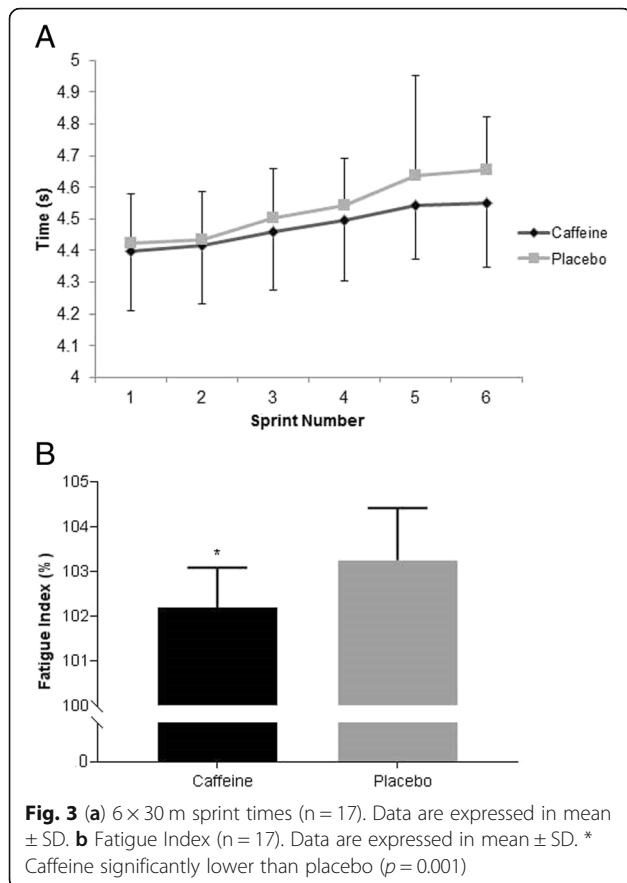 A
5
4.9
4.8
4.7
4.6
4.5
4.4
4.3
4.2
4.1
4
Time (s)
Caffeine
Placebo
1 2 3 4 5 6
Sprint Number
B
105
104
103
102
101
100
0
Fatigue Index (%)
*
Caffeine Placebo
Fig. 3 (a) 6 × 30 m sprint times (n = 17). Data are expressed in mean
± SD. b Fatigue Index (n = 17). Data are expressed in mean ± SD. *
Caffeine significantly lower than placebo (p = 0.001)